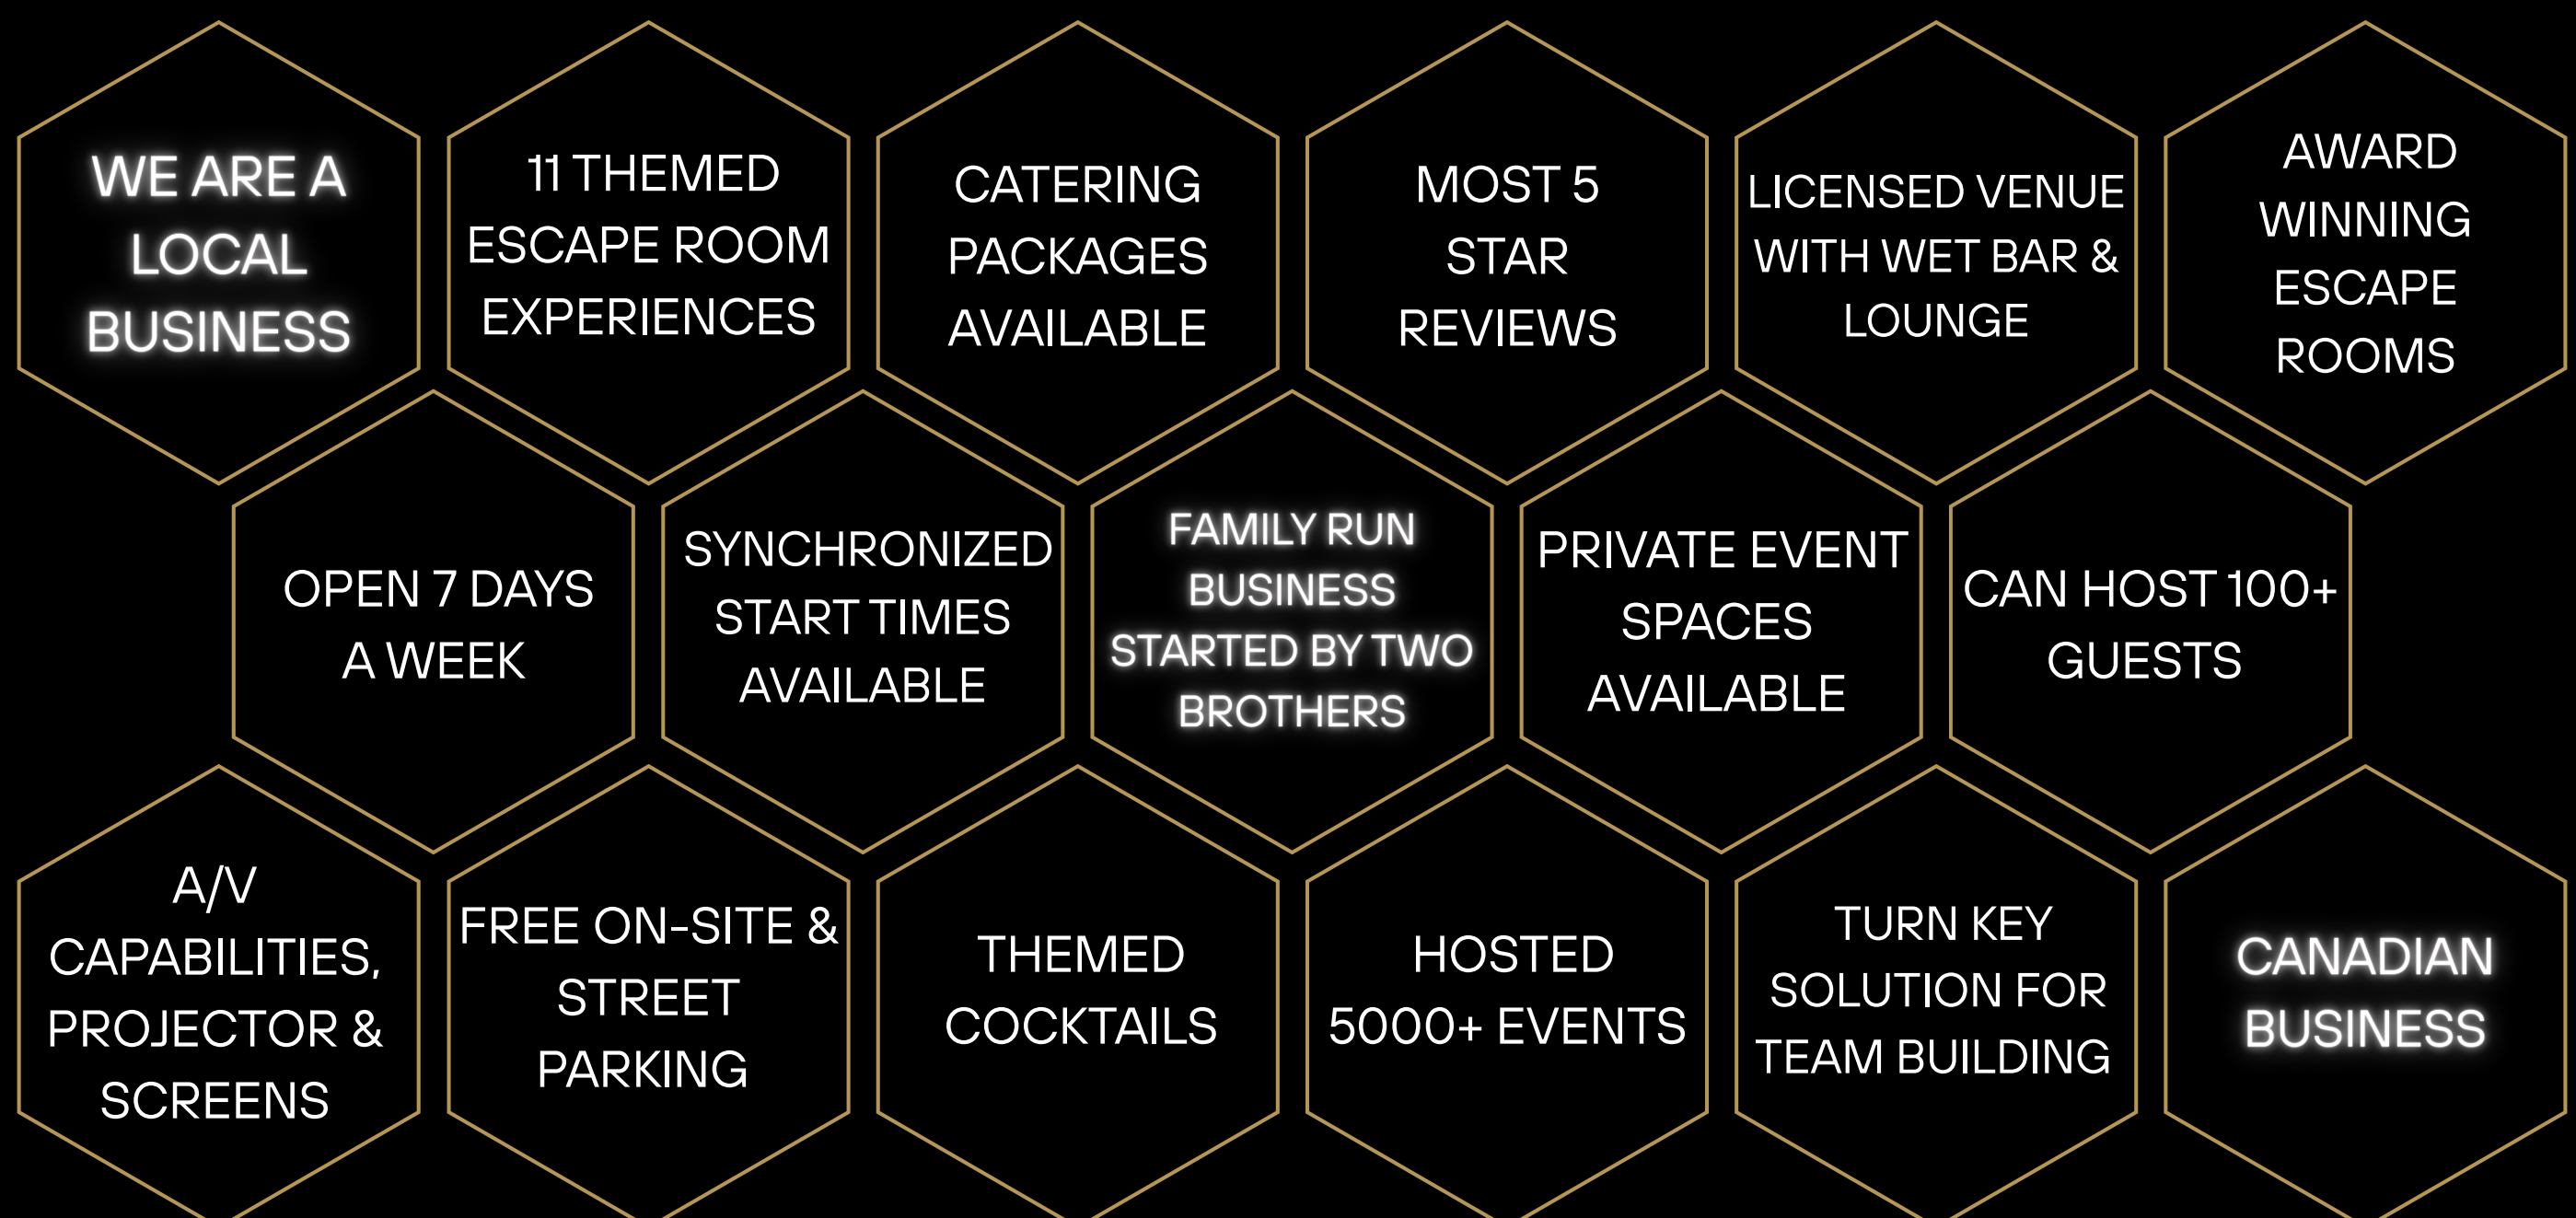 WE ARE A
LOCAL
BUSINESS
11 THEMED
ESCAPE ROOM
EXPERIENCES
CATERING
PACKAGES
AVAILABLE
MOST 5
STAR
REVIEWS
LICENSED VENUE
WITH WET BAR &
LOUNGE
AWARD
WINNING
ESCAPE
ROOMS
OPEN 7 DAYS
A WEEK
SYNCHRONIZED
START TIMES
AVAILABLE
FAMILY RUN
BUSINESS
STARTED BY TWO
BROTHERS
PRIVATE EVENT
SPACES
AVAILABLE
CAN HOST 100+
GUESTS
A/V
CAPABILITIES,
PROJECTOR &
SCREENS
FREE ON-SITE &
STREET
PARKING
THEMED
COCKTAILS
HOSTED
5000+ EVENTS
TURN KEY
SOLUTION FOR
TEAM BUILDING
CANADIAN
BUSINESS